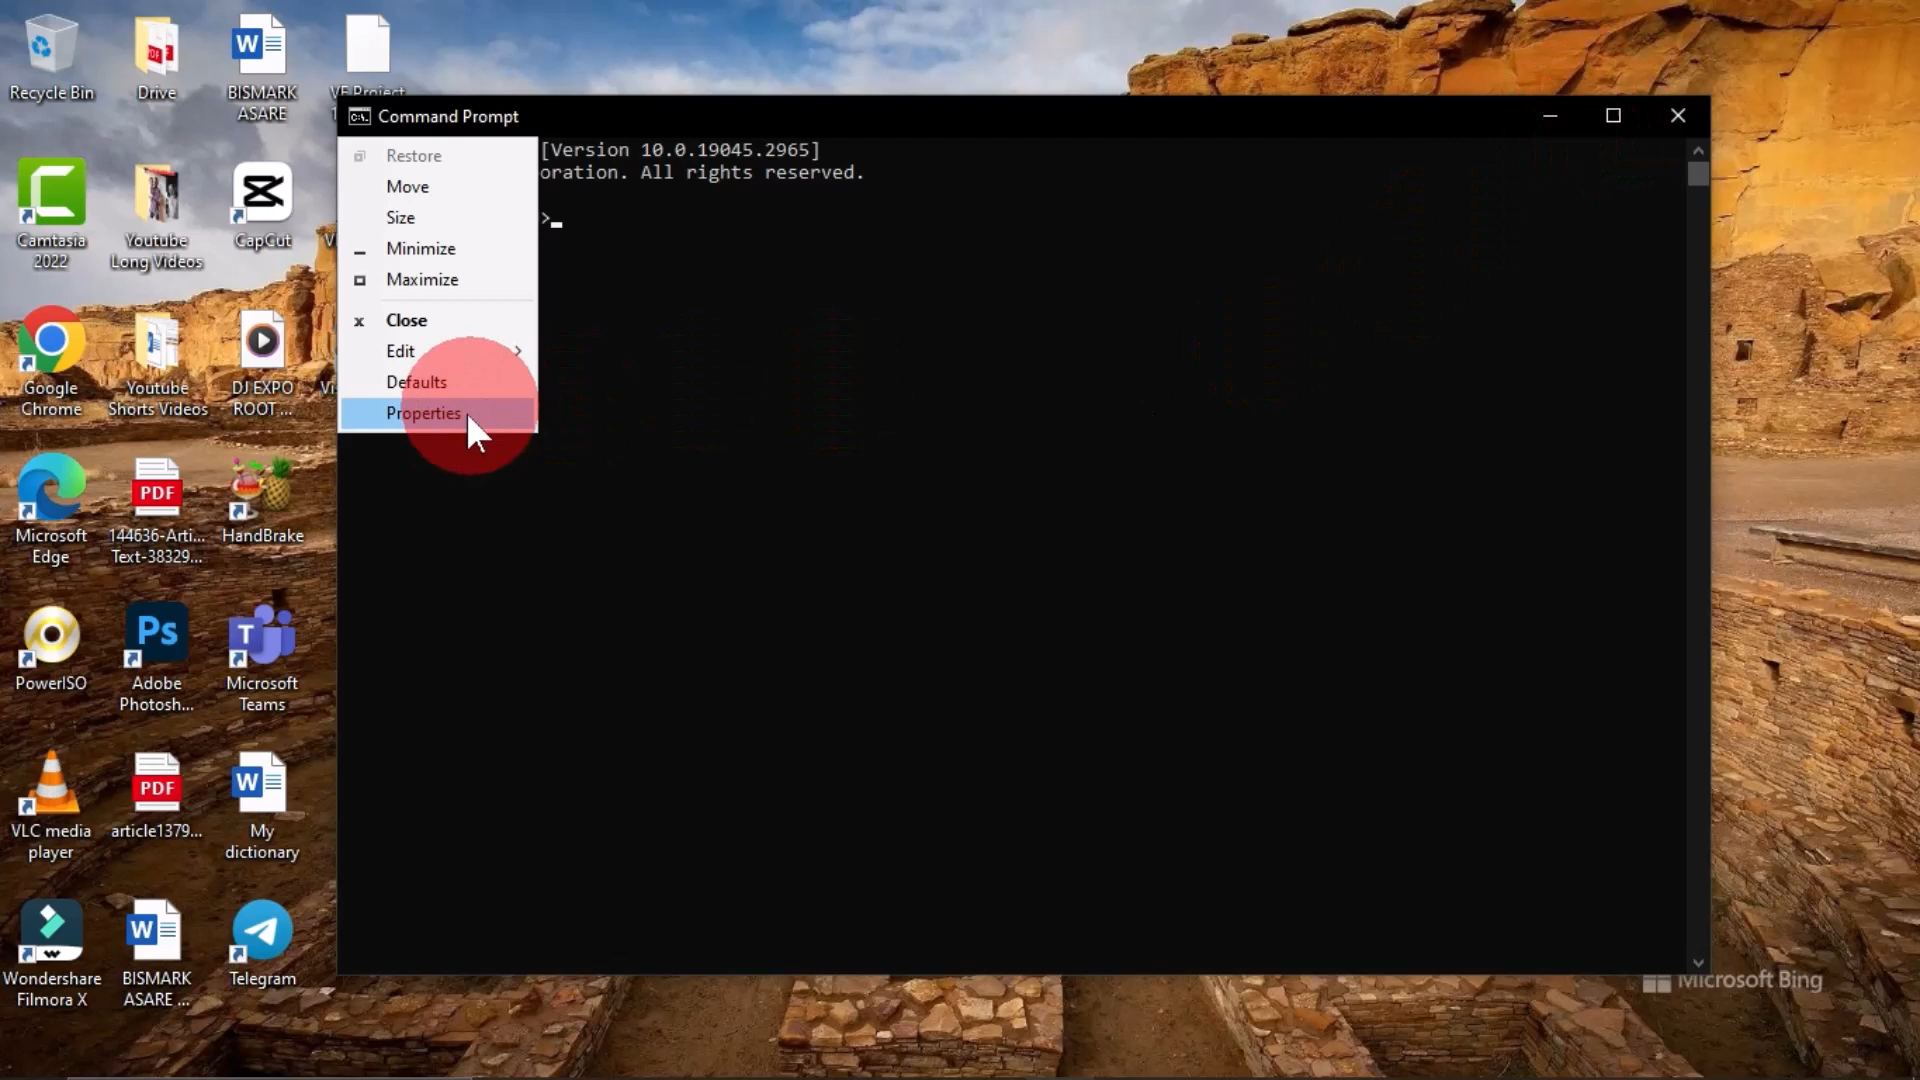 Recycle Bin
Drive
BISMARK
ASARE
VF Project
Camtasia
2022
Youtube
Long Videos
CapCut
Google
Chrome
Youtube
Shorts Videos
DJ EXPO
ROOT ...
Microsoft
Edge
PDF
144636-Arti...
Text-38329...
HandBrake
PowerISO
Ps
Adobe
Photosh...
T
Microsoft
Teams
VLC media
player
PDF
article1379...
W
My
dictionary
Wondershare
Filmora X
W
BISMARK
ASARE ...
Telegram
C:\.
Command Prompt
[Version 10.0.19045.2965]
oration. All rights reserved.
>
Restore
Move
Size
Minimize
Maximize
Close
Edit
Defaults
Properties
Microsoft Bing